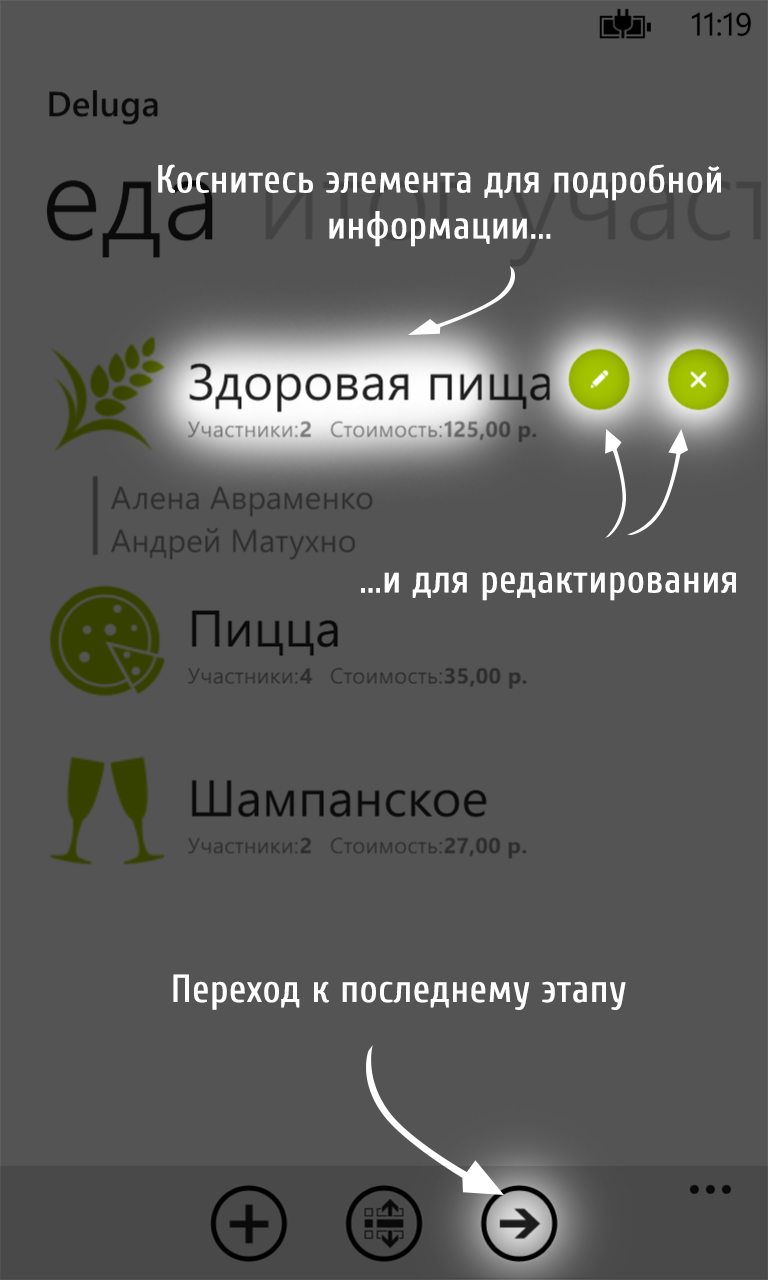 11:19
Deluga
Коснитесь элемента для подробной
еда итог участ
информации...
Здоровая пища
Участники:2 Стоимость:125,00 р.
Алена Авраменко
Андрей Матухно
...и для редактирования
Пицца
Участники:4 Стоимость:35,00 р.
Шампанское
Участники:2 Стоимость:27,00 р.
Переход к последнему этапу